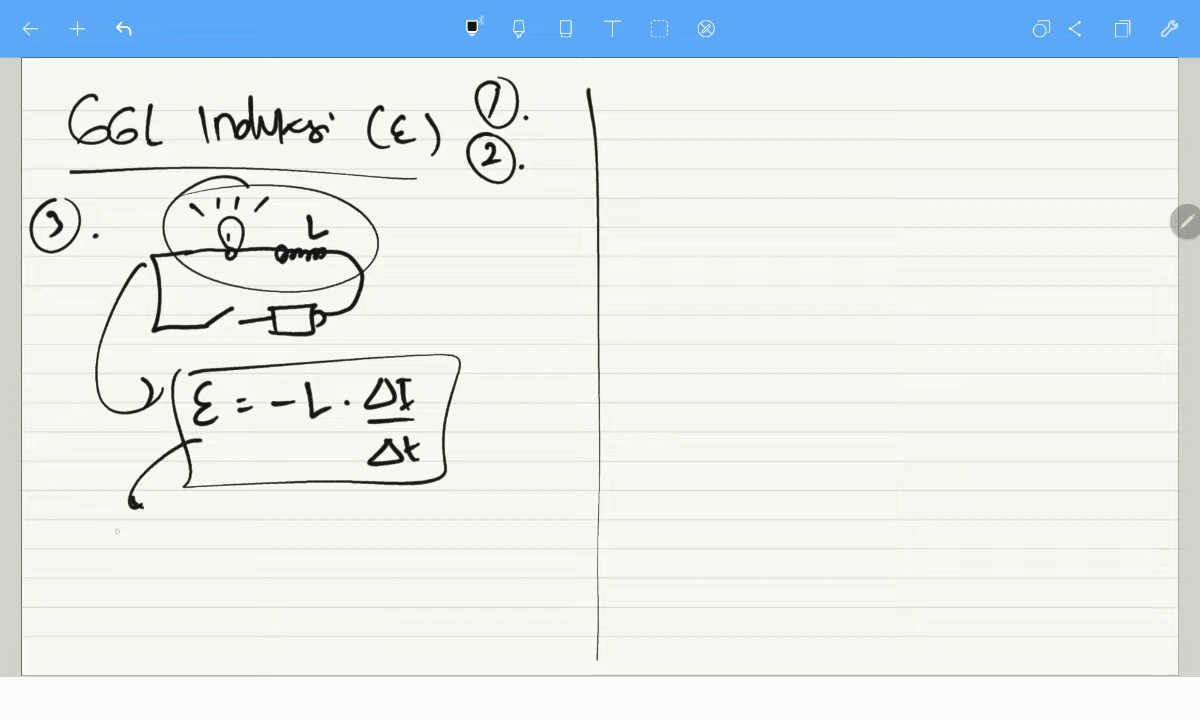 GGL Induksi (ε)
1.
2.
3.
L
ε = - L · ΔI
Δt